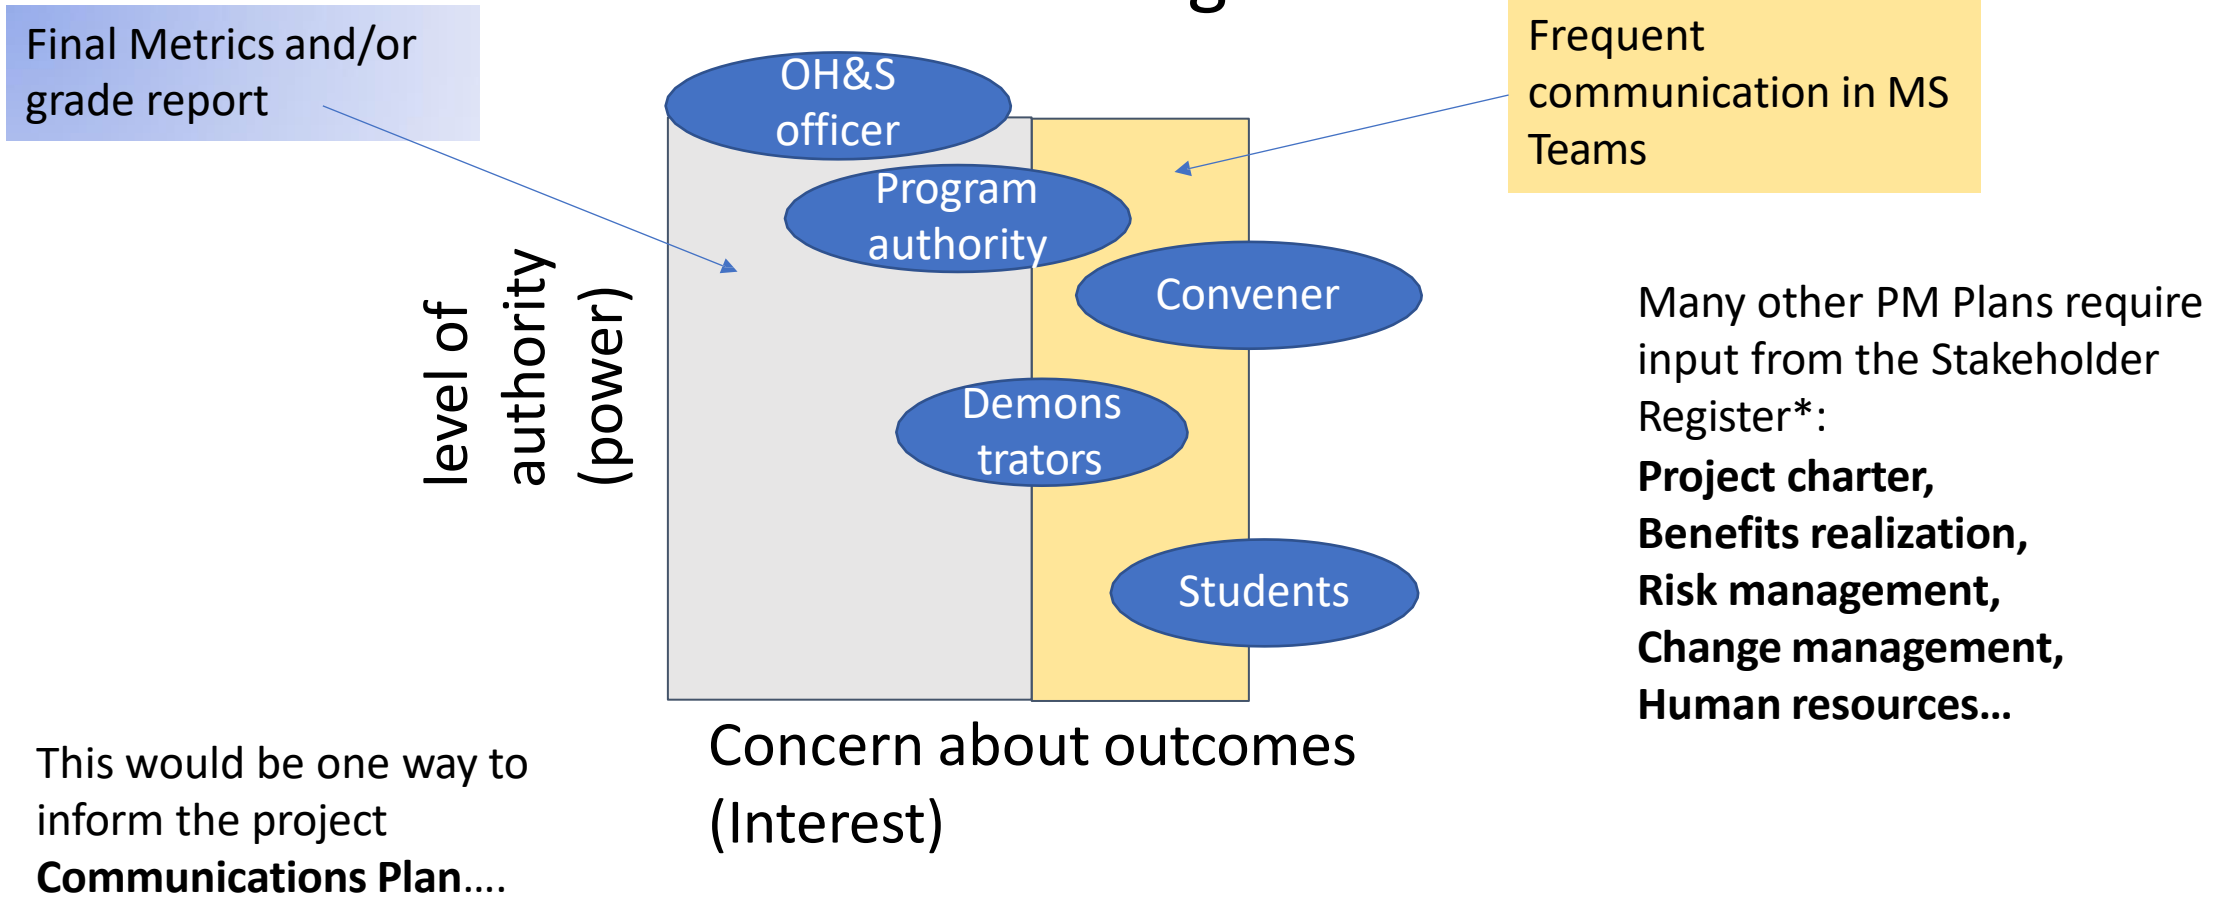 Final Metrics and/or
grade report
OH&S
officer
Frequent
communication in MS
Teams
Program
authority
Convener
level of
authority
(power)
Demons
trators
Students
Many other PM Plans require
input from the Stakeholder
Register*:
Project charter,
Benefits realization,
Risk management,
Change management,
Human resources...
Concern about outcomes
(Interest)
This would be one way to
inform the project
Communications Plan....